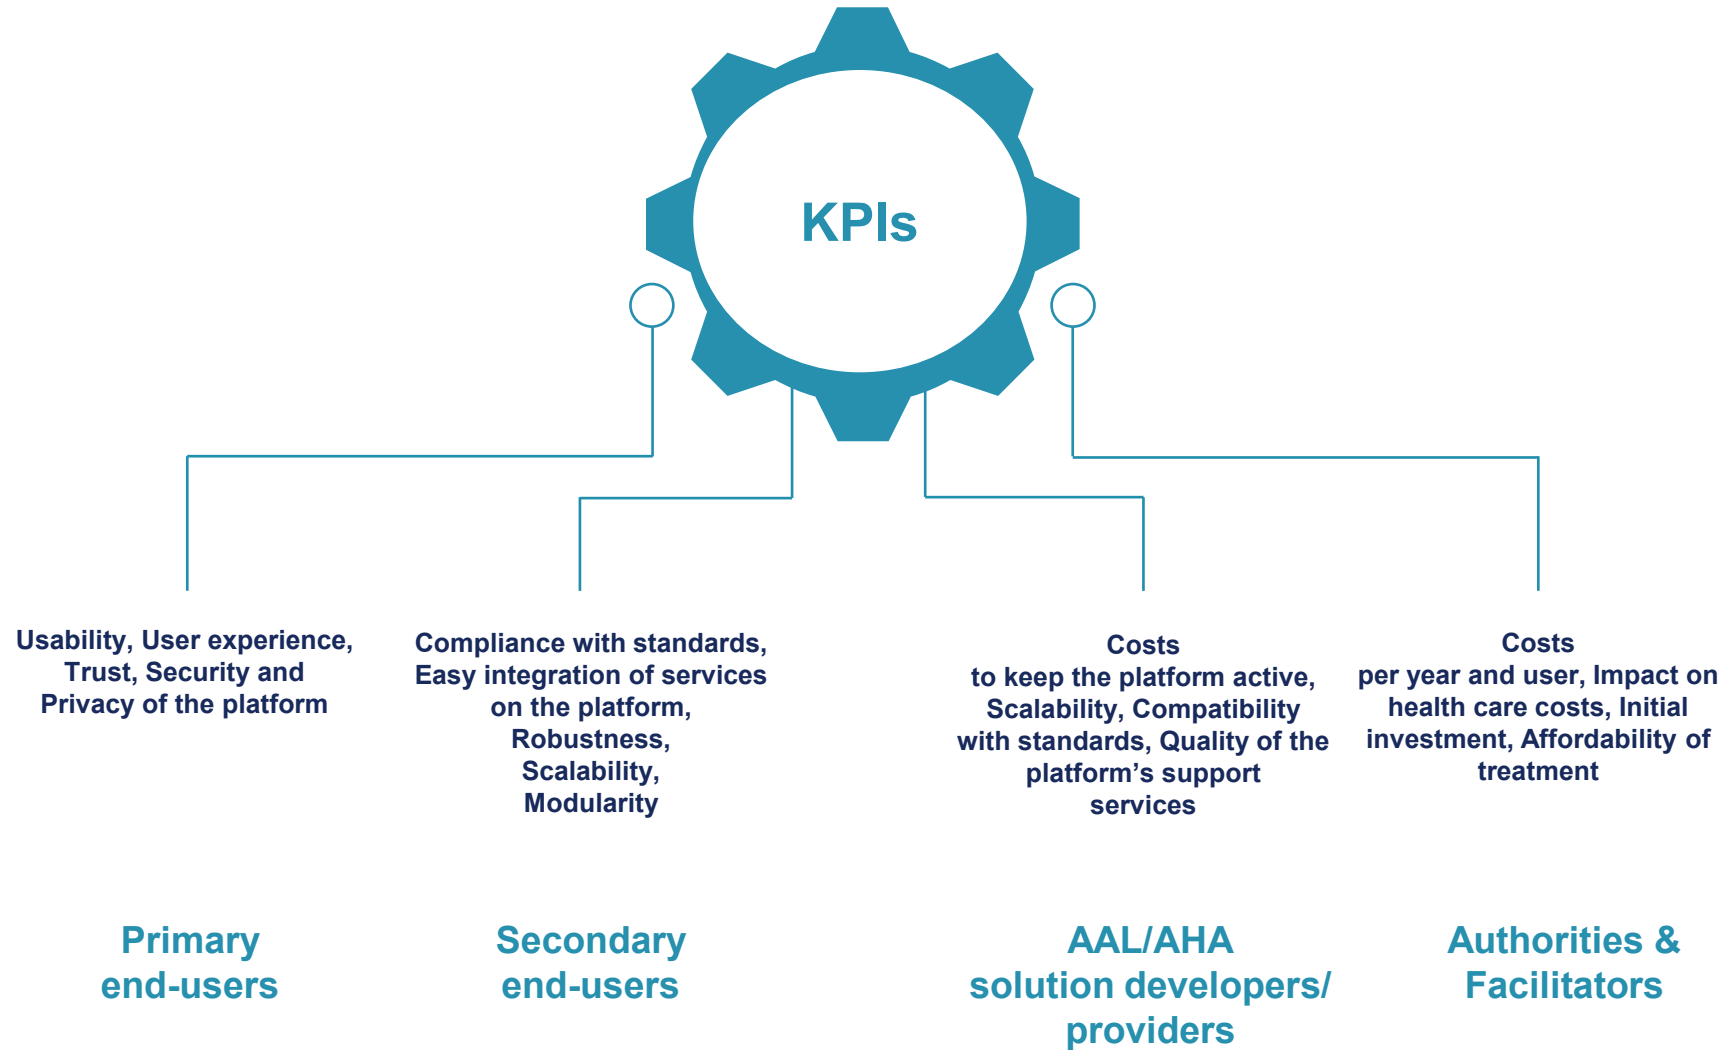 KPIs
Usability, User experience,
Trust, Security and
Privacy of the platform
Compliance with standards,
Easy integration of services
on the platform,
Robustness,
Scalability,
Modularity
Costs
to keep the platform active,
Scalability, Compatibility
with standards, Quality of the
platform’s support
services
Costs
per year and user, Impact on
health care costs, Initial
investment, Affordability of
treatment
Primary
end-users
Secondary
end-users
AAL/AHA
solution developers/
providers
Authorities &
Facilitators